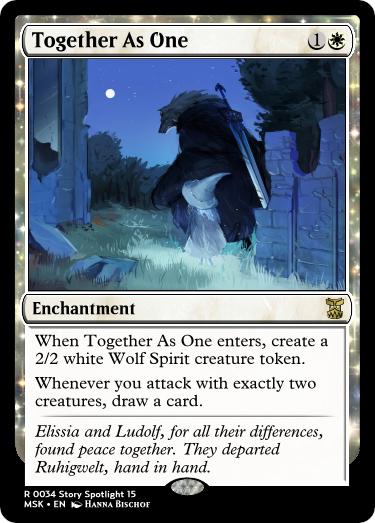 Together As One
1
Enchantment
When Together As One enters, create a
2/2 white Wolf Spirit creature token.
Whenever you attack with exactly two
creatures, draw a card.
Elissia and Ludolf, for all their differences,
found peace together. They departed
Ruhigwelt, hand in hand.
R 0034 Story Spotlight 15
MSK • EN Hanna Bischof